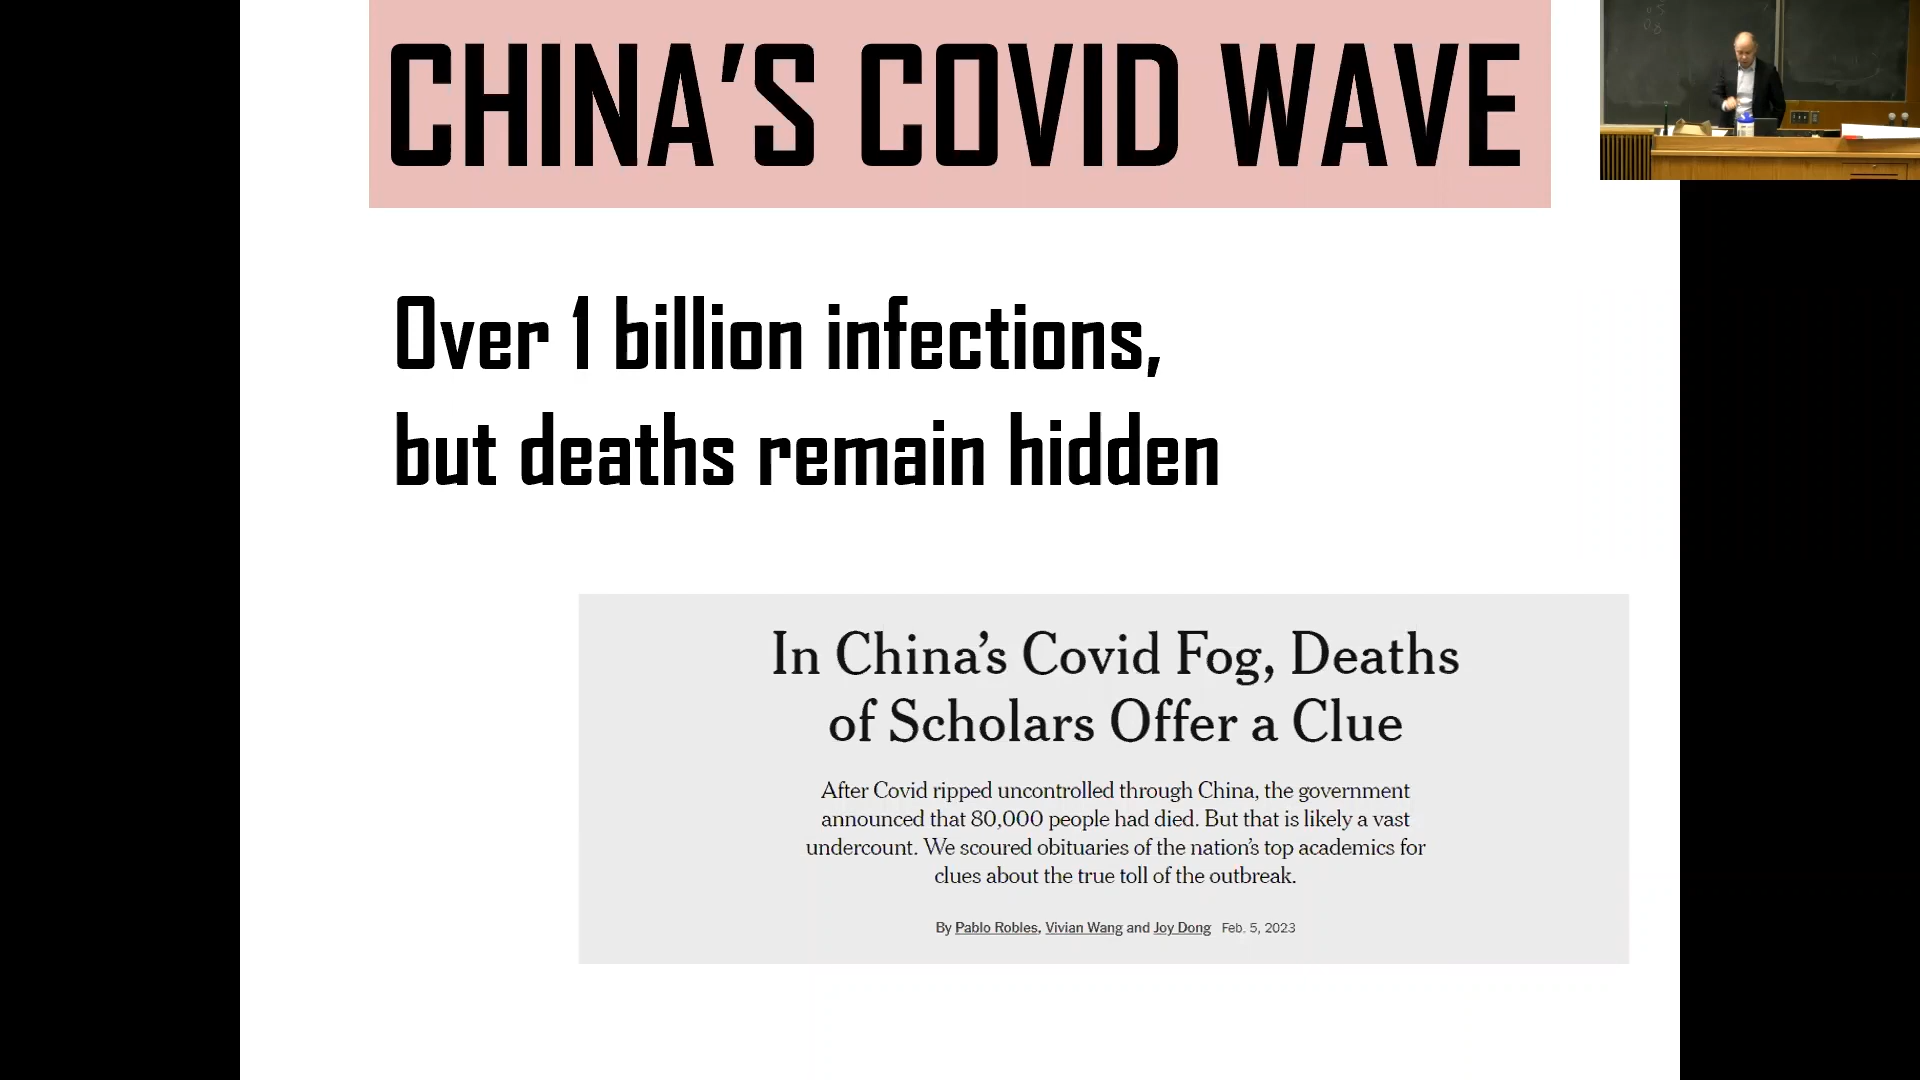 CHINA'S COVID WAVE
Over 1 billion infections,
but deaths remain hidden
In China's Covid Fog, Deaths
of Scholars Offer a Clue
After Covid ripped uncontrolled through China, the government
announced that 80,000 people had died. But that is likely a vast
undercount. We scoured obituaries of the nation's top academics for
clues about the true toll of the outbreak.
By Pablo Robles, Vivian Wang and Joy Dong Feb. 5, 2023